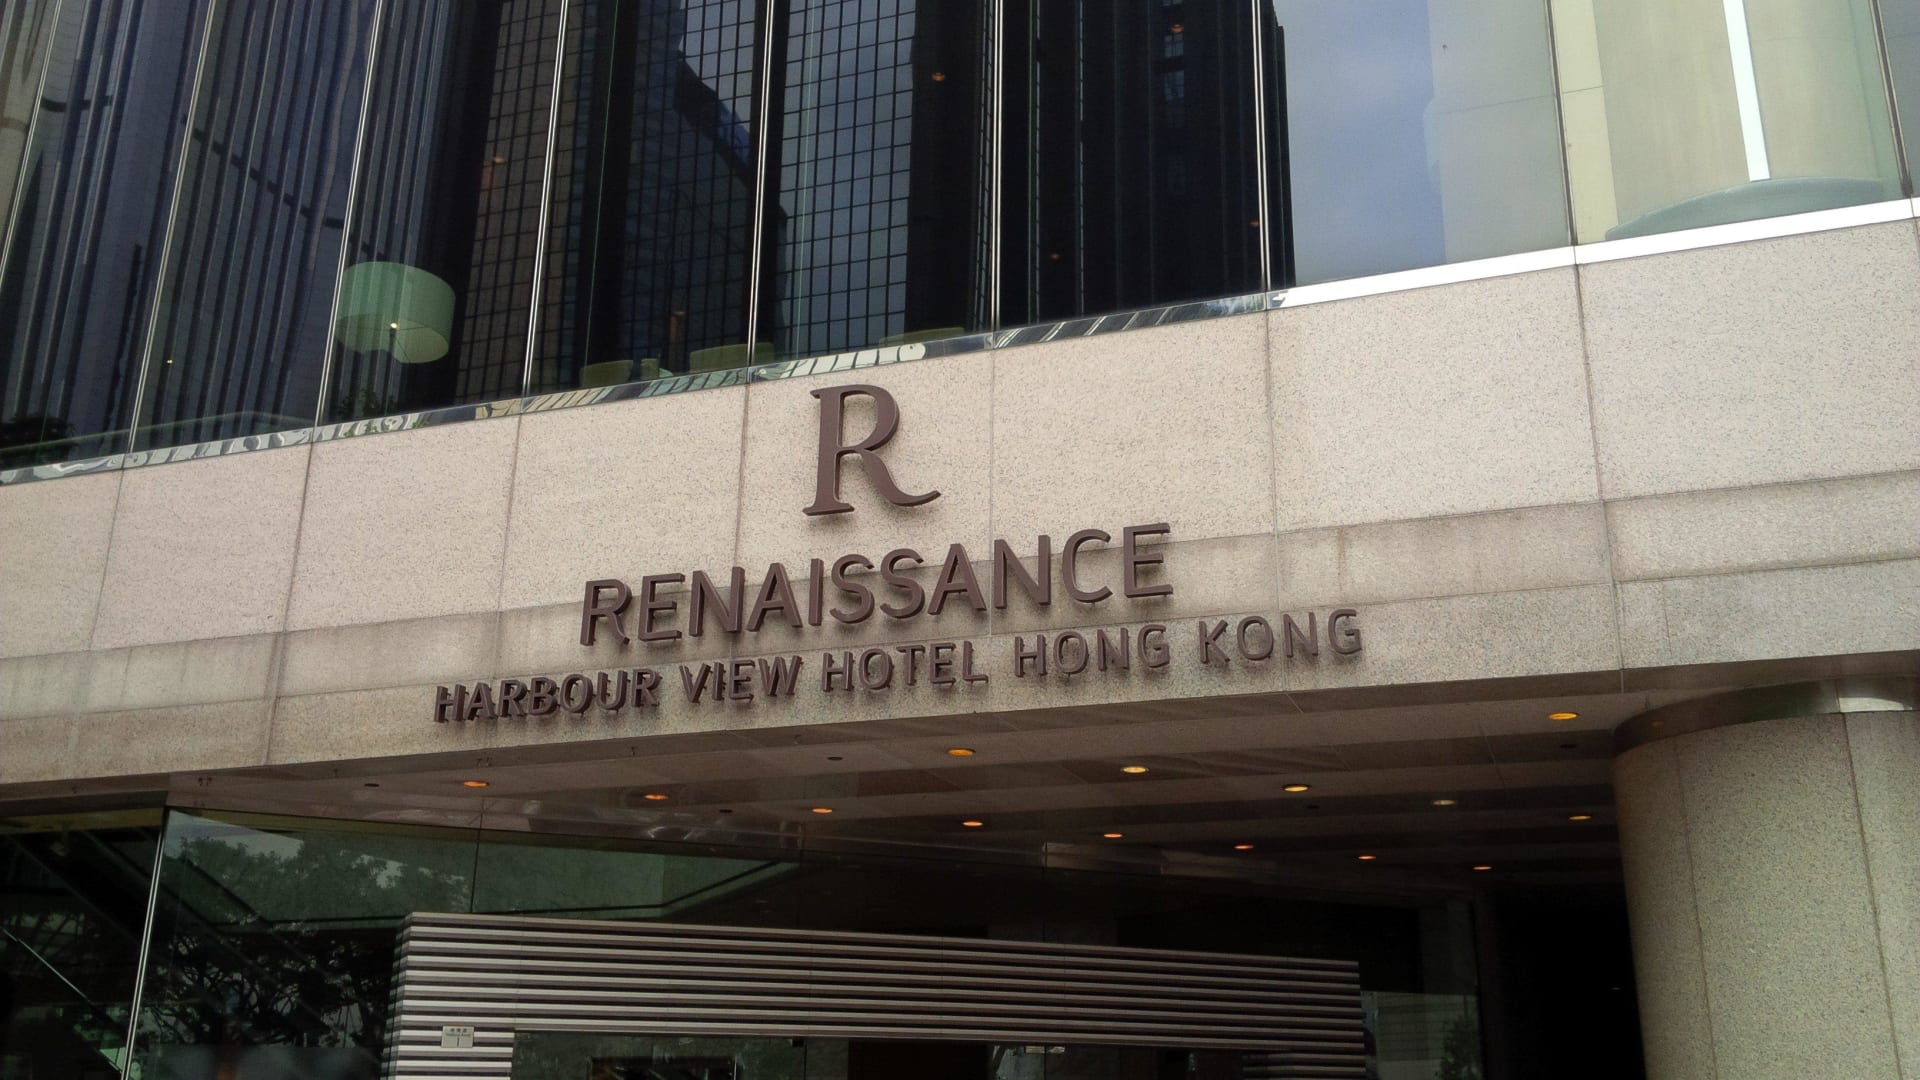 R
RENAISSANCE
HARBOUR VIEW HOTEL HONG KONG